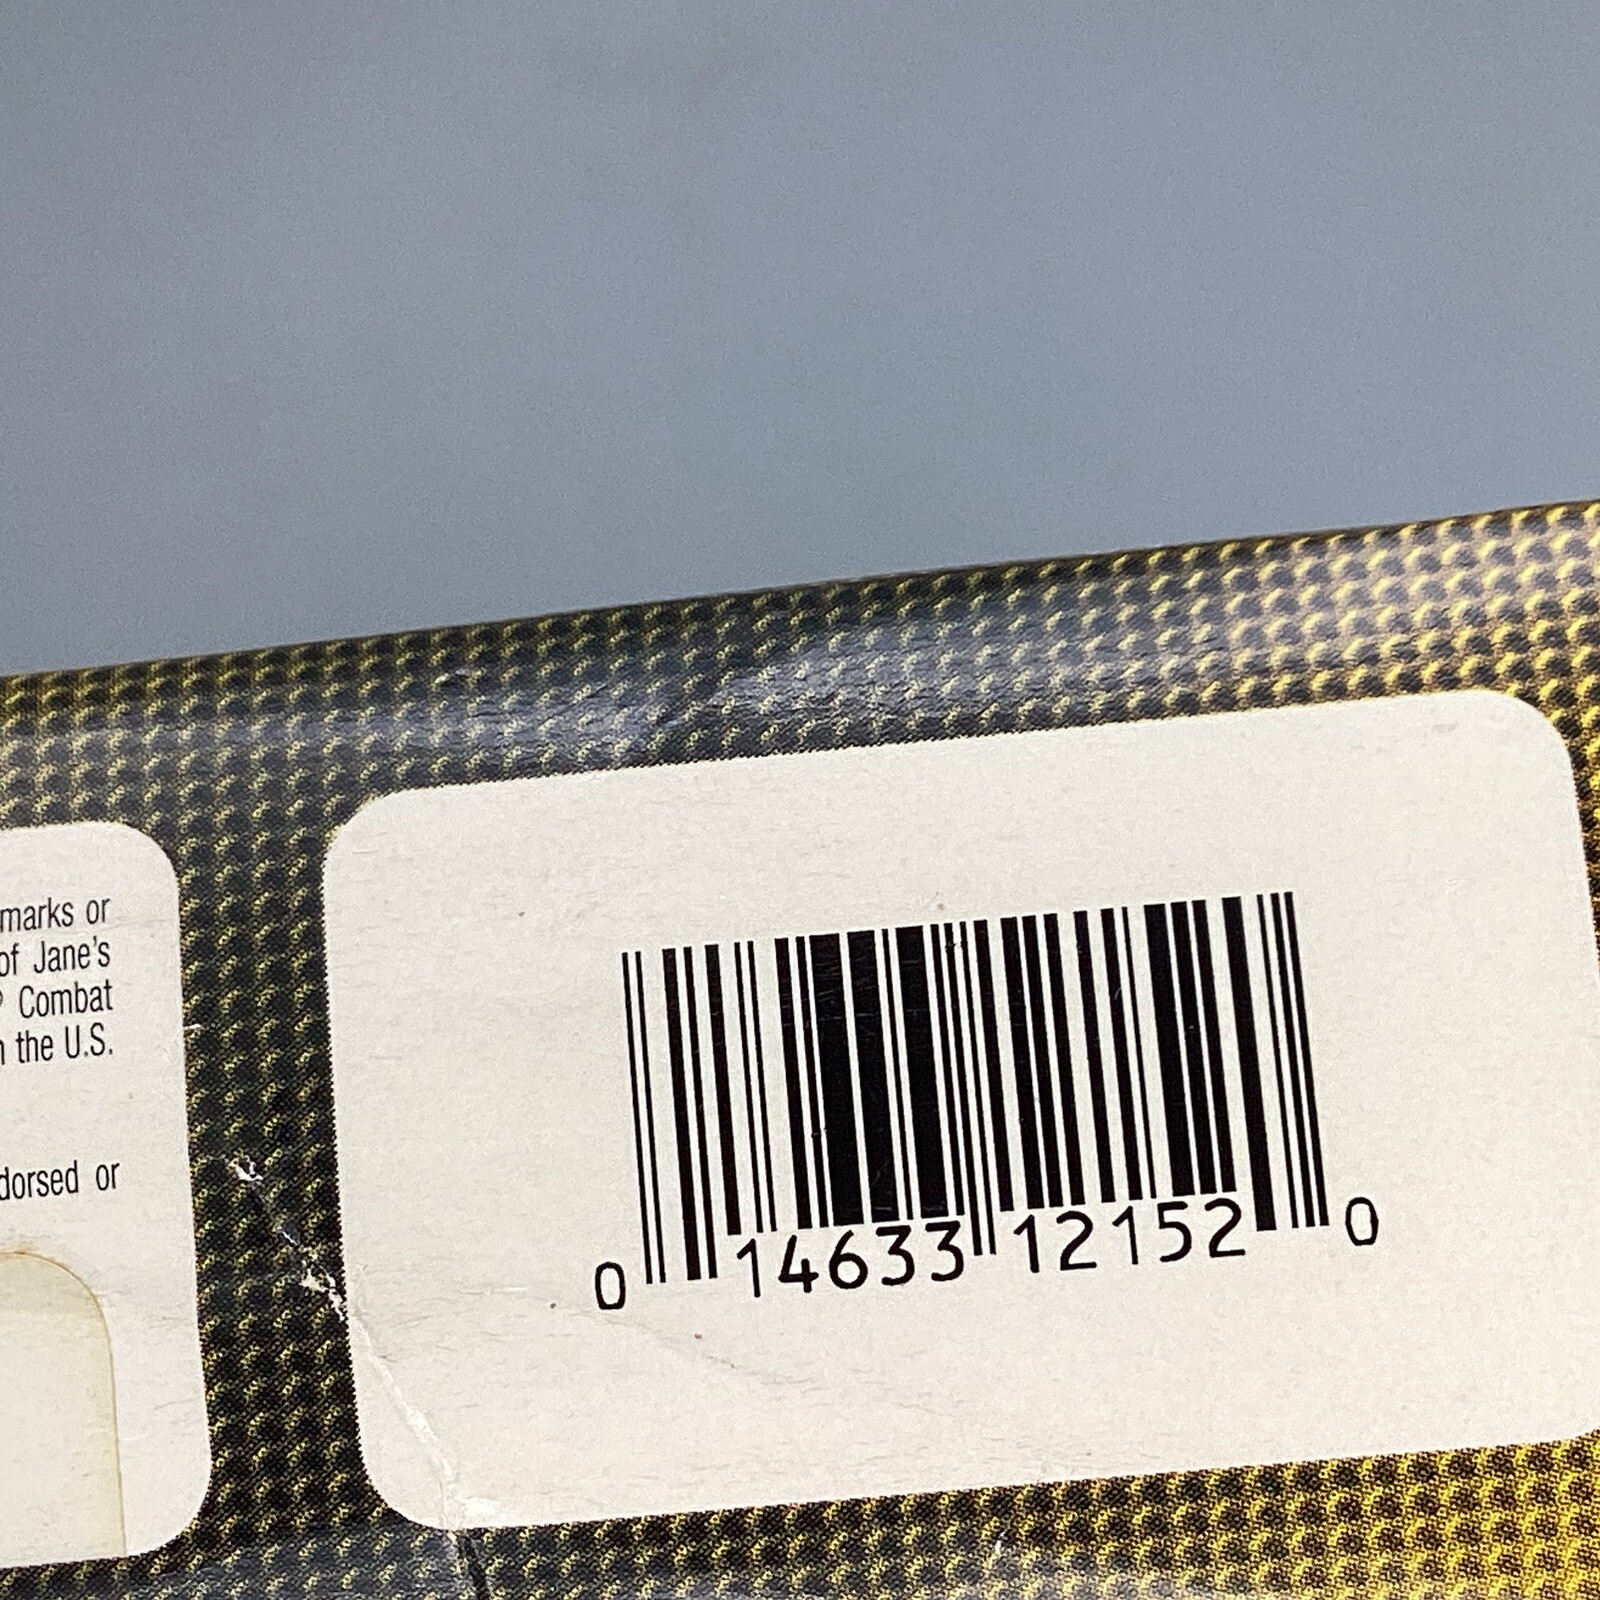 marks or
of Jane's
® Combat
the U.S.
dorsed or
0 14633 12152 0